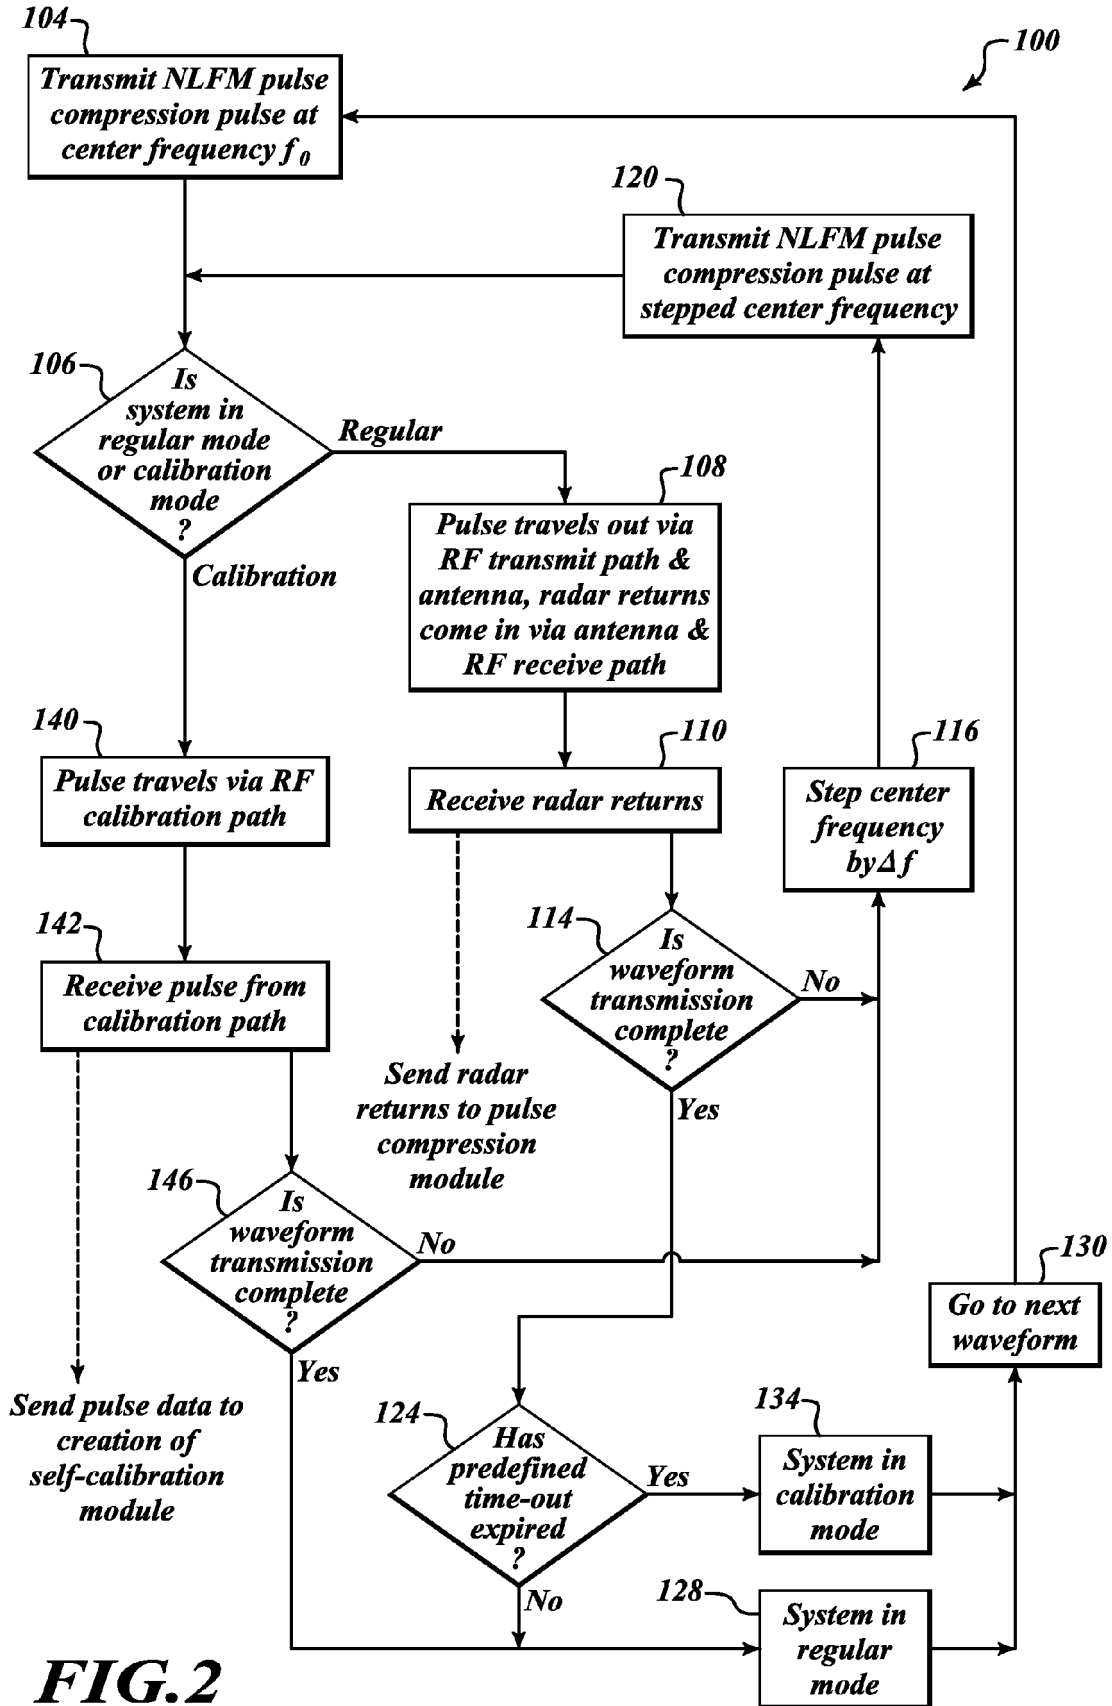 104
100
Transmit NLFM pulse
compression pulse at
center frequency f0
120
Transmit NLFM pulse
compression pulse at
stepped center frequency
106
Is
system in
regular mode
or calibration
mode
?
Regular
Calibration
108
Pulse travels out via
RF transmit path &
antenna, radar returns
come in via antenna &
RF receive path
140
Pulse travels via RF
calibration path
110
Receive radar returns
116
Step center
frequency
by Δf
142
Receive pulse from
calibration path
114
Is
waveform
transmission
complete
?
No
Yes
Send radar
returns to pulse
compression
module
146
Is
waveform
transmission
complete
?
No
Yes
130
Go to next
waveform
Send pulse data to
creation of
self-calibration
module
124
Has
predefined
time-out
expired
?
Yes
No
134
System in
calibration
mode
128
System in
regular
mode
FIG.2